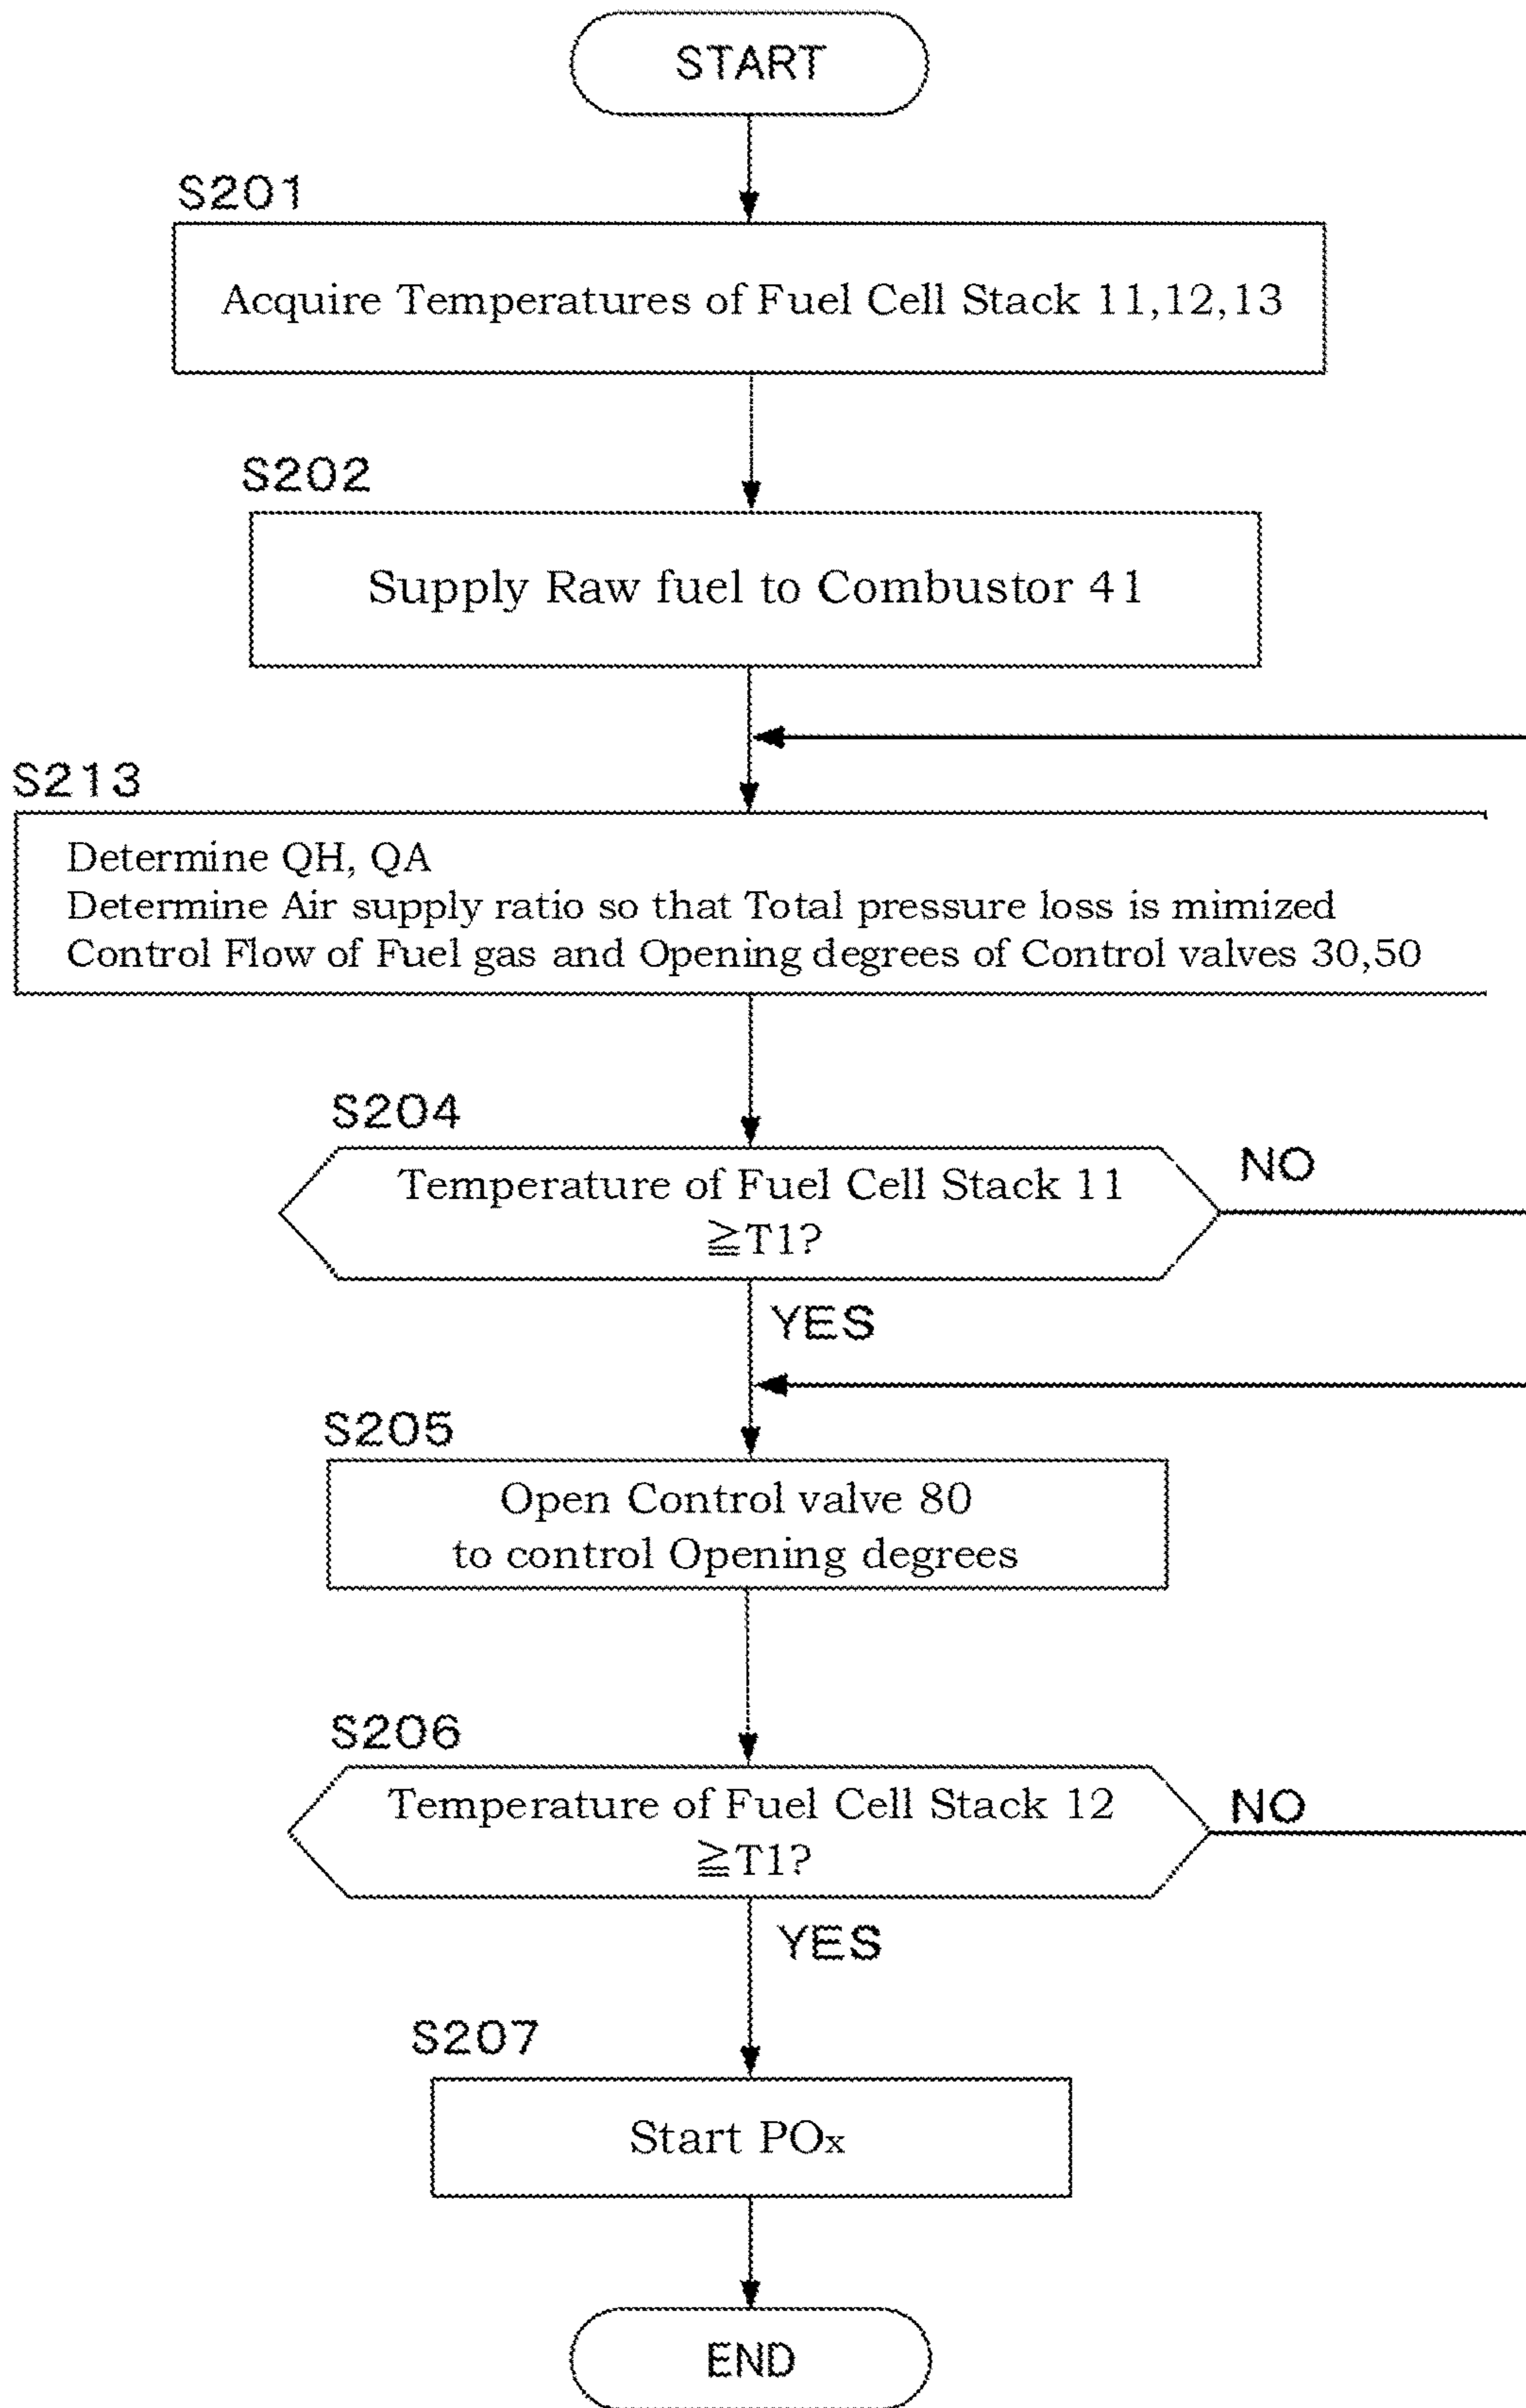 START
S201
Acquire Temperatures of Fuel Cell Stack 11,12,13
S202
Supply Raw fuel to Combustor 41
S213
Determine QH, QA
Determine Air supply ratio so that Total pressure loss is mimized
Control Flow of Fuel gas and Opening degrees of Control valves 30,50
S204
Temperature of Fuel Cell Stack 11
≧T1?
NO
YES
S205
Open Control valve 80
to control Opening degrees
S206
Temperature of Fuel Cell Stack 12
≧T1?
NO
YES
S207
Start POx
END